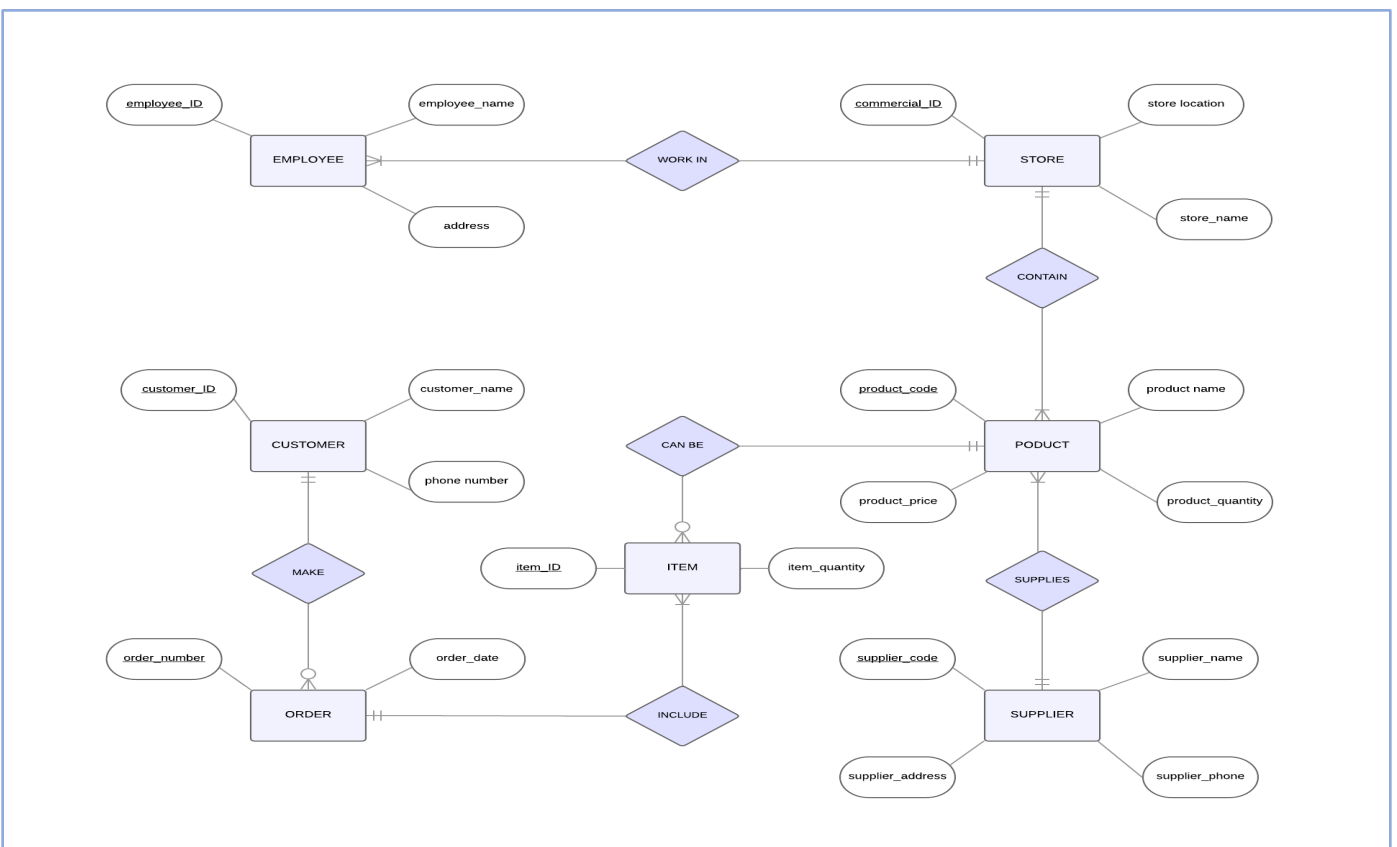 employee_ID
employee_name
commercial_ID
store location
EMPLOYEE
WORK IN
STORE
address
store_name
CONTAIN
customer_ID
customer_name
product_code
product name
CUSTOMER
CAN BE
PODUCT
phone number
product_price
product_quantity
MAKE
item_ID
ITEM
item_quantity
SUPPLIES
order_number
order_date
supplier_code
supplier_name
ORDER
INCLUDE
SUPPLIER
supplier_address
supplier_phone